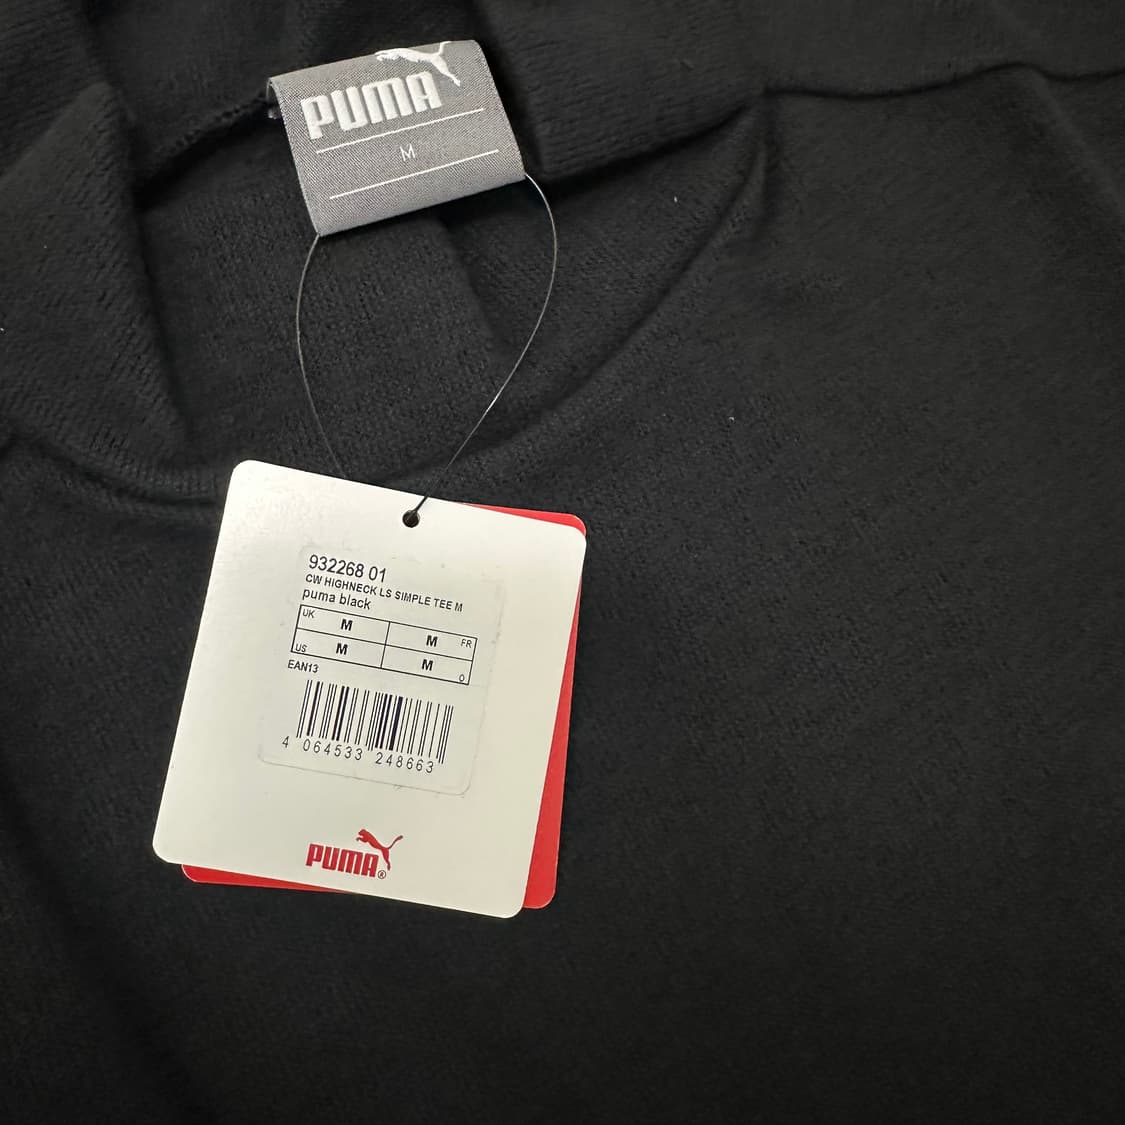 PUMA
M
932268 01
CW HIGHNECK LS SIMPLE TEE M
puma black
UK M M FR
US M M O
EAN13
4 064533 248663
PUMA®